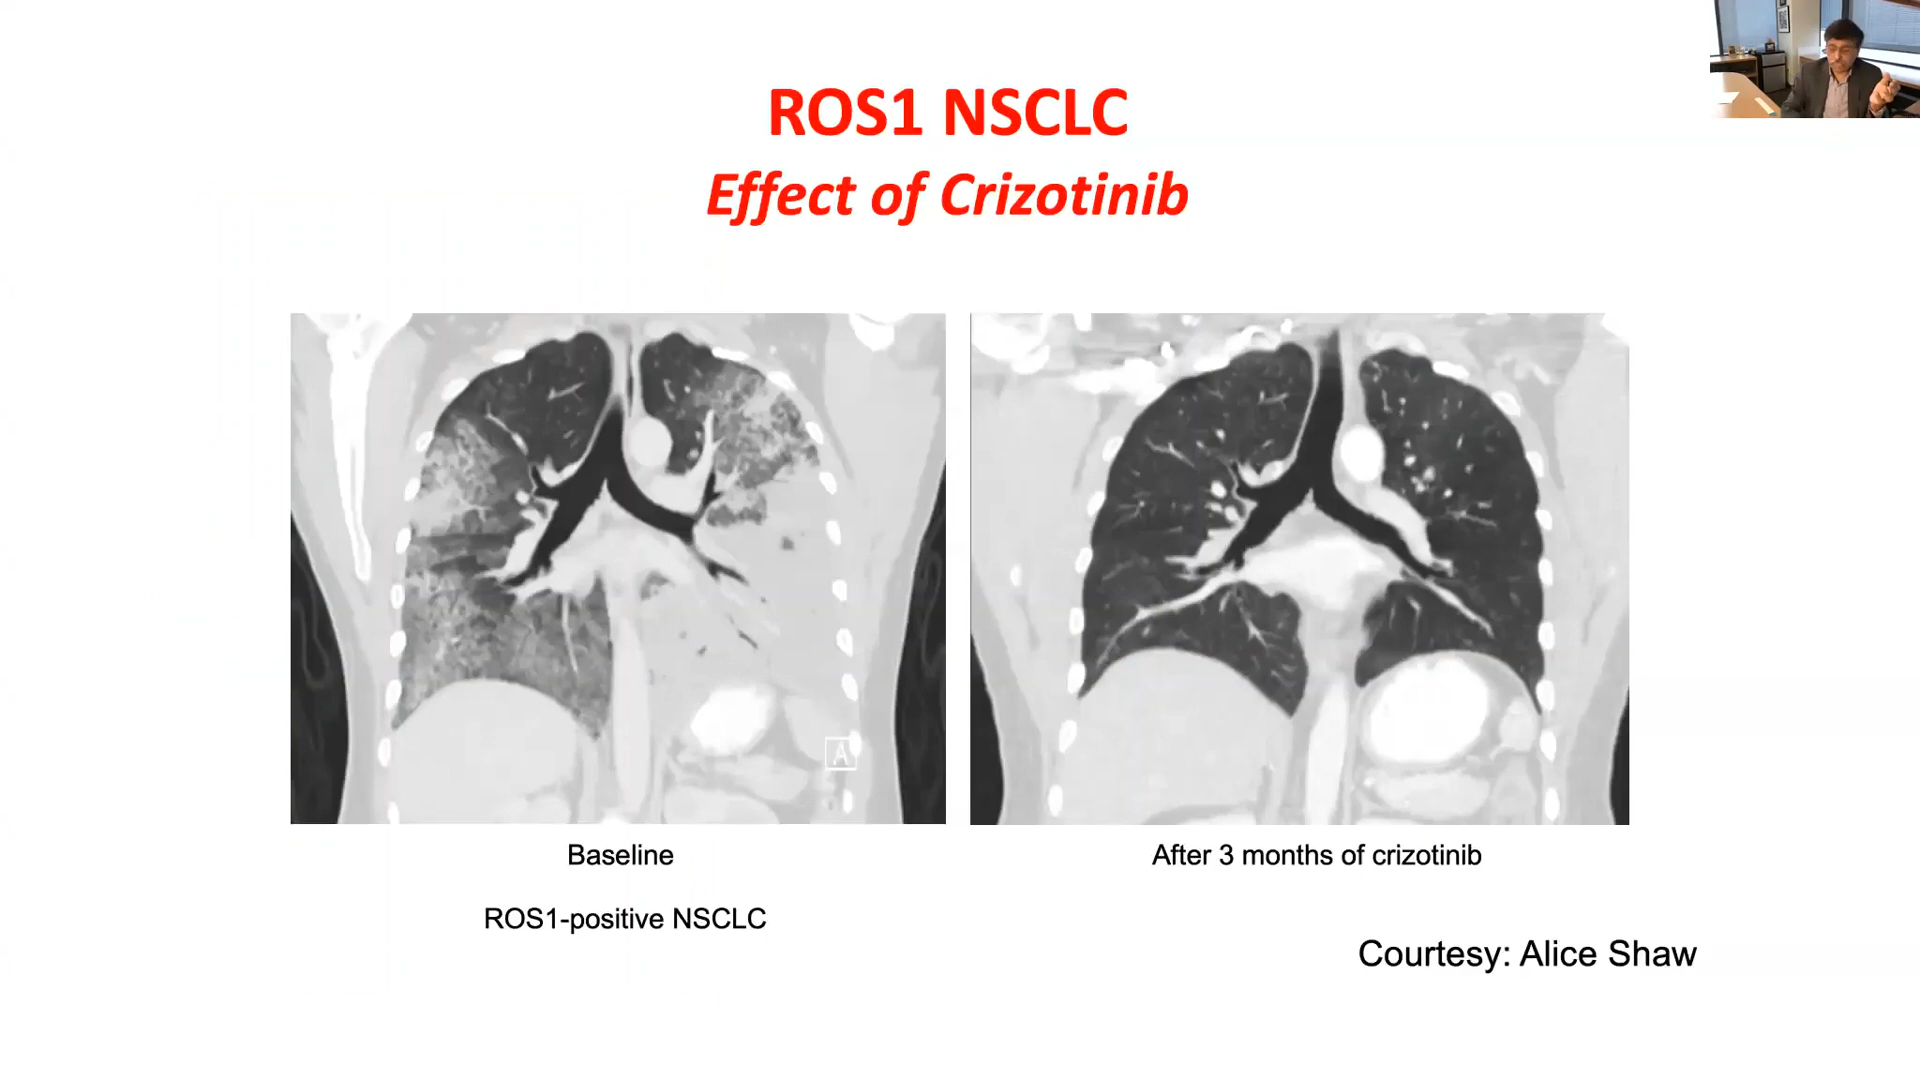 ROS1 NSCLC
Effect of Crizotinib
A
Baseline
After 3 months of crizotinib
ROS1-positive NSCLC
Courtesy: Alice Shaw